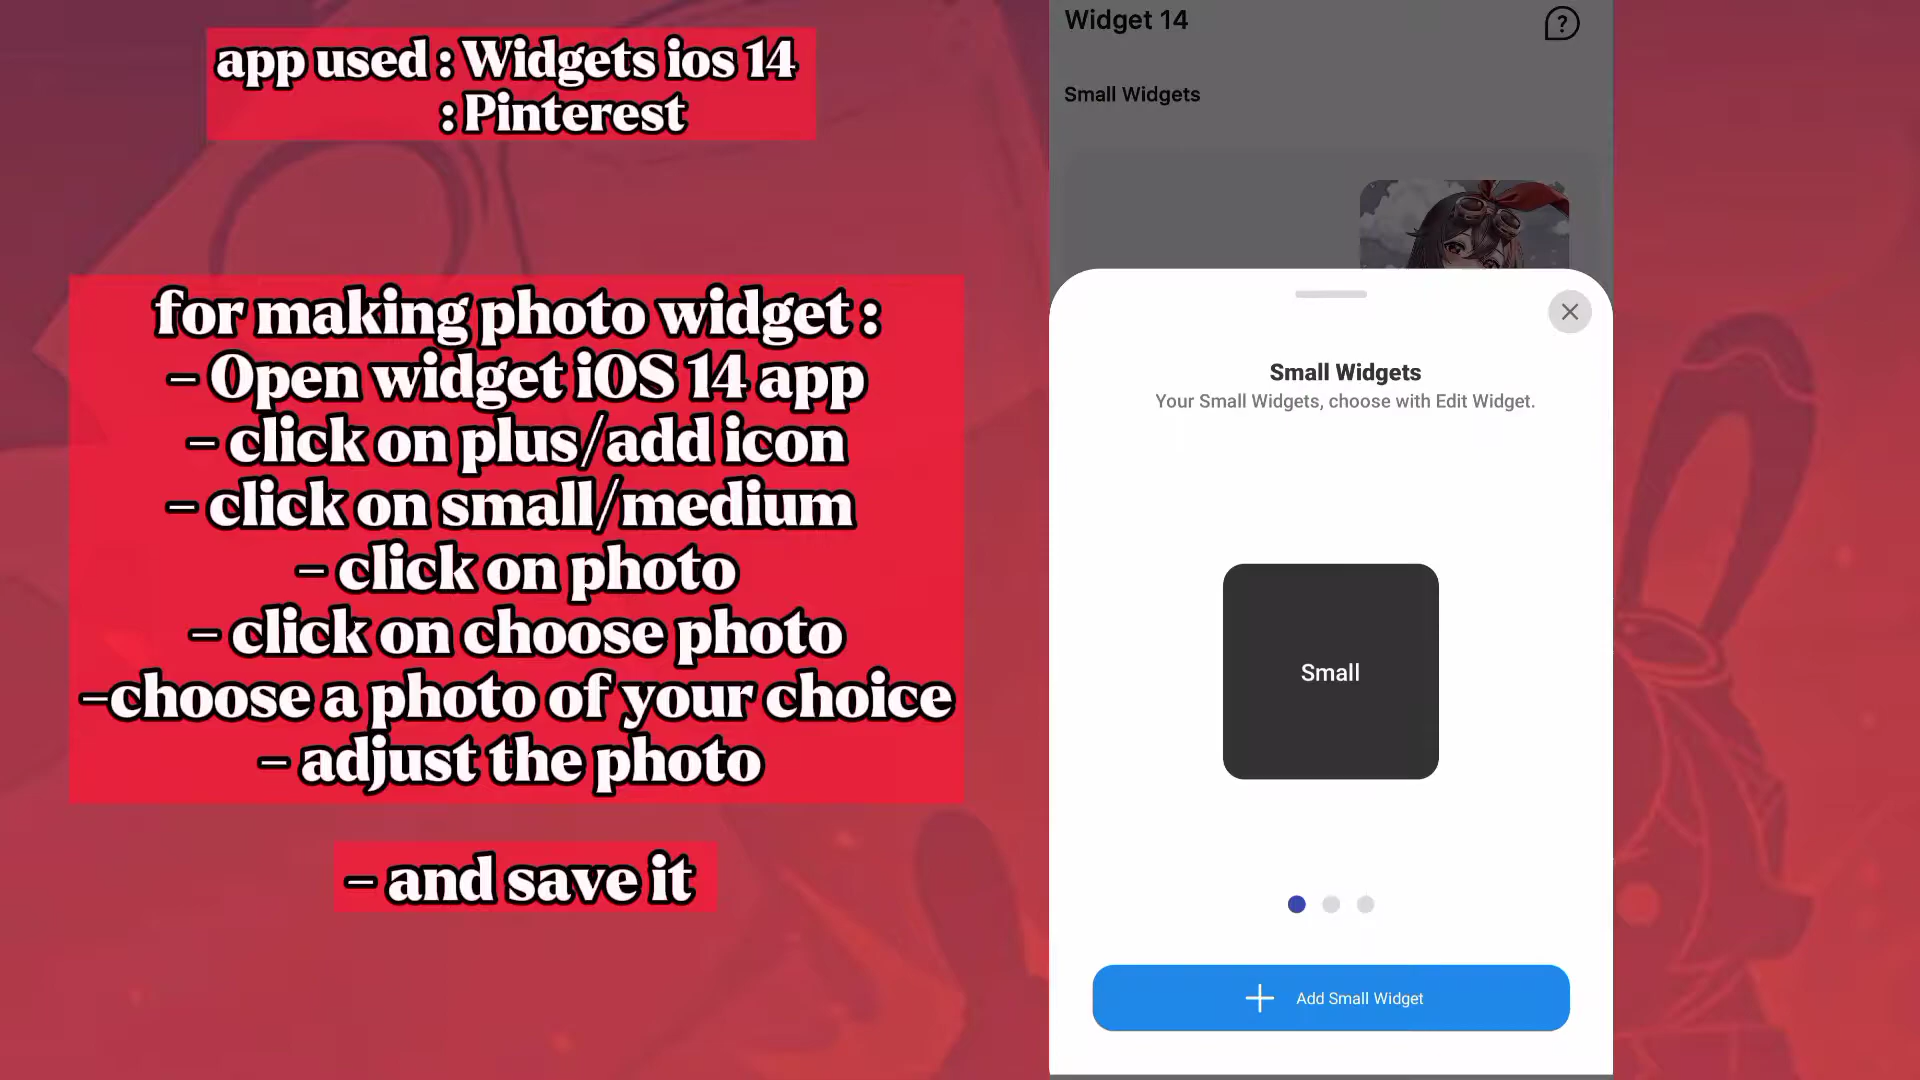 app used : Widgets ios 14
: Pinterest
for making photo widget :
- Open widget iOS 14 app
- click on plus/add icon
- click on small/medium
- click on photo
- click on choose photo
-choose a photo of your choice
- adjust the photo
- and save it
Widget 14
?
Small Widgets
Small Widgets
Your Small Widgets, choose with Edit Widget.
Small
Add Small Widget